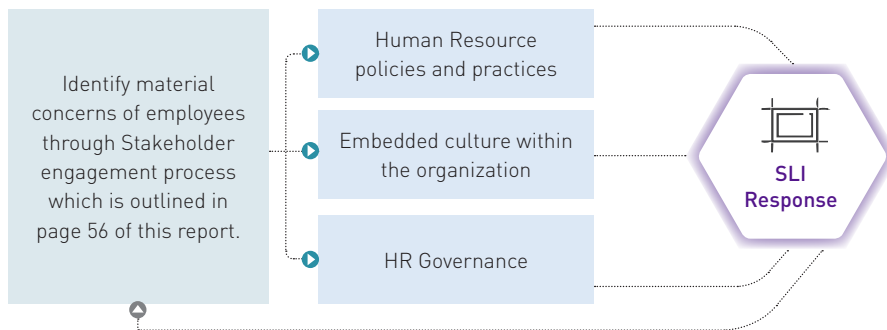 Identify material
concerns of employees
through Stakeholder
engagement process
which is outlined in
page 56 of this report.
Human Resource
policies and practices
Embedded culture within
the organization
HR Governance
SLI
Response